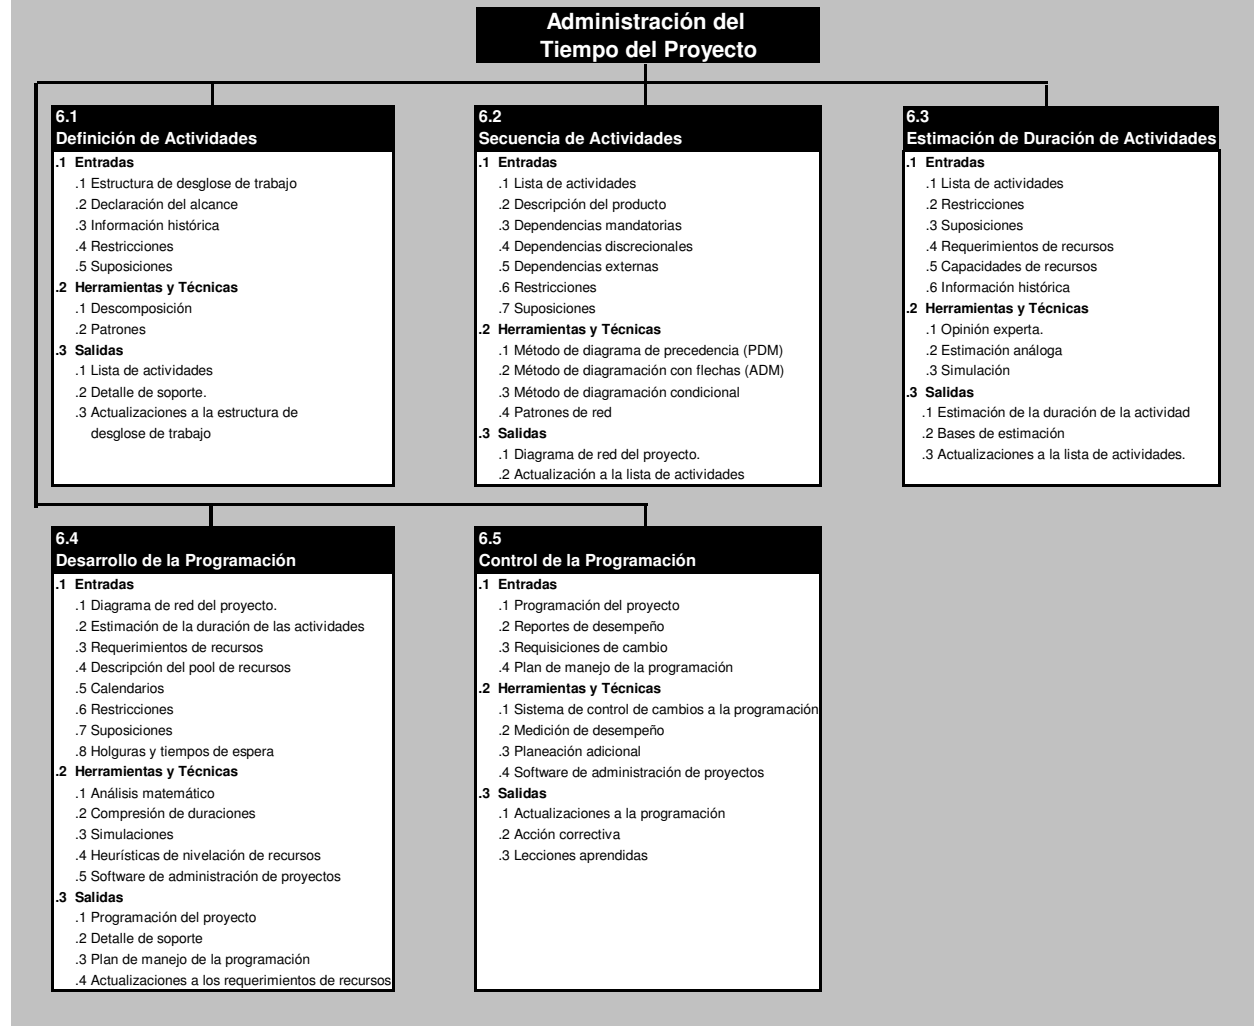 Administración del
Tiempo del Proyecto
6.1
Definición de Actividades
.1 Entradas
.1 Estructura de desglose de trabajo
.2 Declaración del alcance
.3 Información histórica
.4 Restricciones
.5 Suposiciones
.2 Herramientas y Técnicas
.1 Descomposición
.2 Patrones
.3 Salidas
.1 Lista de actividades
.2 Detalle de soporte.
.3 Actualizaciones a la estructura de
desglose de trabajo
6.2
Secuencia de Actividades
.1 Entradas
.1 Lista de actividades
.2 Descripción del producto
.3 Dependencias mandatorias
.4 Dependencias discrecionales
.5 Dependencias externas
.6 Restricciones
.7 Suposiciones
.2 Herramientas y Técnicas
.1 Método de diagrama de precedencia (PDM)
.2 Método de diagramación con flechas (ADM)
.3 Método de diagramación condicional
.4 Patrones de red
.3 Salidas
.1 Diagrama de red del proyecto.
.2 Actualización a la lista de actividades
6.3
Estimación de Duración de Actividades
.1 Entradas
.1 Lista de actividades
.2 Restricciones
.3 Suposiciones
.4 Requerimientos de recursos
.5 Capacidades de recursos
.6 Información histórica
.2 Herramientas y Técnicas
.1 Opinión experta.
.2 Estimación análoga
.3 Simulación
.3 Salidas
.1 Estimación de la duración de la actividad
.2 Bases de estimación
.3 Actualizaciones a la lista de actividades.
6.4
Desarrollo de la Programación
.1 Entradas
.1 Diagrama de red del proyecto.
.2 Estimación de la duración de las actividades
.3 Requerimientos de recursos
.4 Descripción del pool de recursos
.5 Calendarios
.6 Restricciones
.7 Suposiciones
.8 Holguras y tiempos de espera
.2 Herramientas y Técnicas
.1 Análisis matemático
.2 Compresión de duraciones
.3 Simulaciones
.4 Heurísticas de nivelación de recursos
.5 Software de administración de proyectos
.3 Salidas
.1 Programación del proyecto
.2 Detalle de soporte
.3 Plan de manejo de la programación
.4 Actualizaciones a los requerimientos de recursos
6.5
Control de la Programación
.1 Entradas
.1 Programación del proyecto
.2 Reportes de desempeño
.3 Requisiciones de cambio
.4 Plan de manejo de la programación
.2 Herramientas y Técnicas
.1 Sistema de control de cambios a la programación
.2 Medición de desempeño
.3 Planeación adicional
.4 Software de administración de proyectos
.3 Salidas
.1 Actualizaciones a la programación
.2 Acción correctiva
.3 Lecciones aprendidas